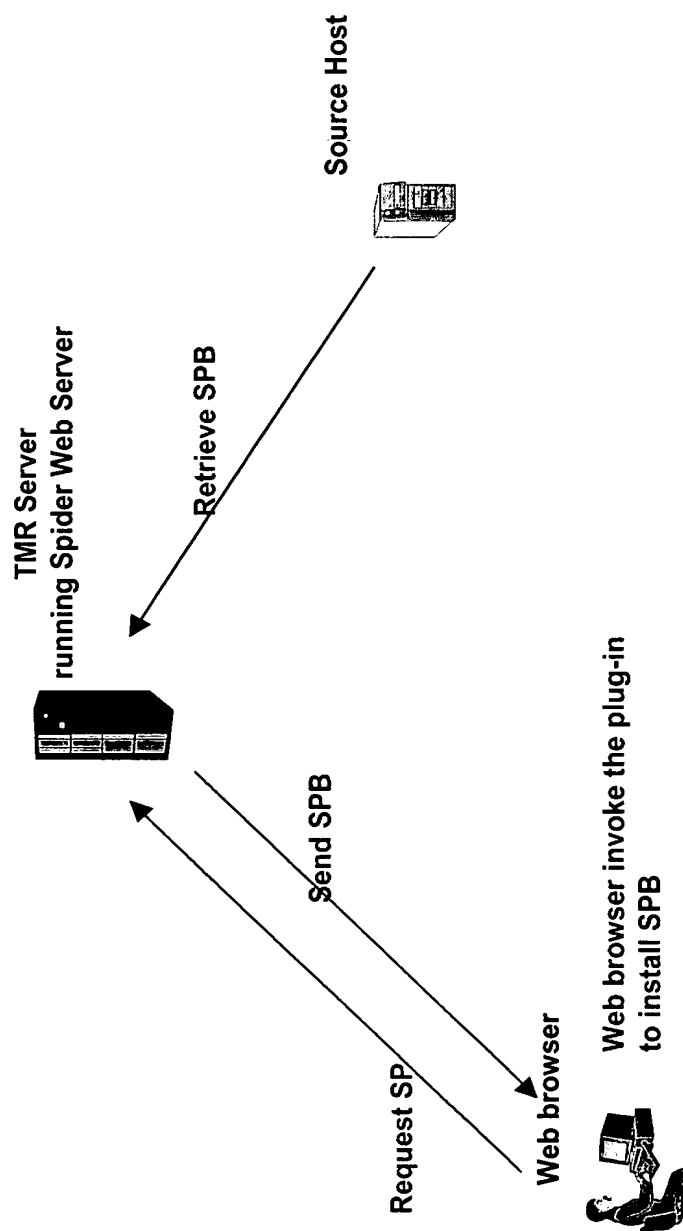 TMR Server
running Spider Web Server
Source Host
Retrieve SPB
Send SPB
Request SP
Web browser
Web browser invoke the plug-in
to install SPB